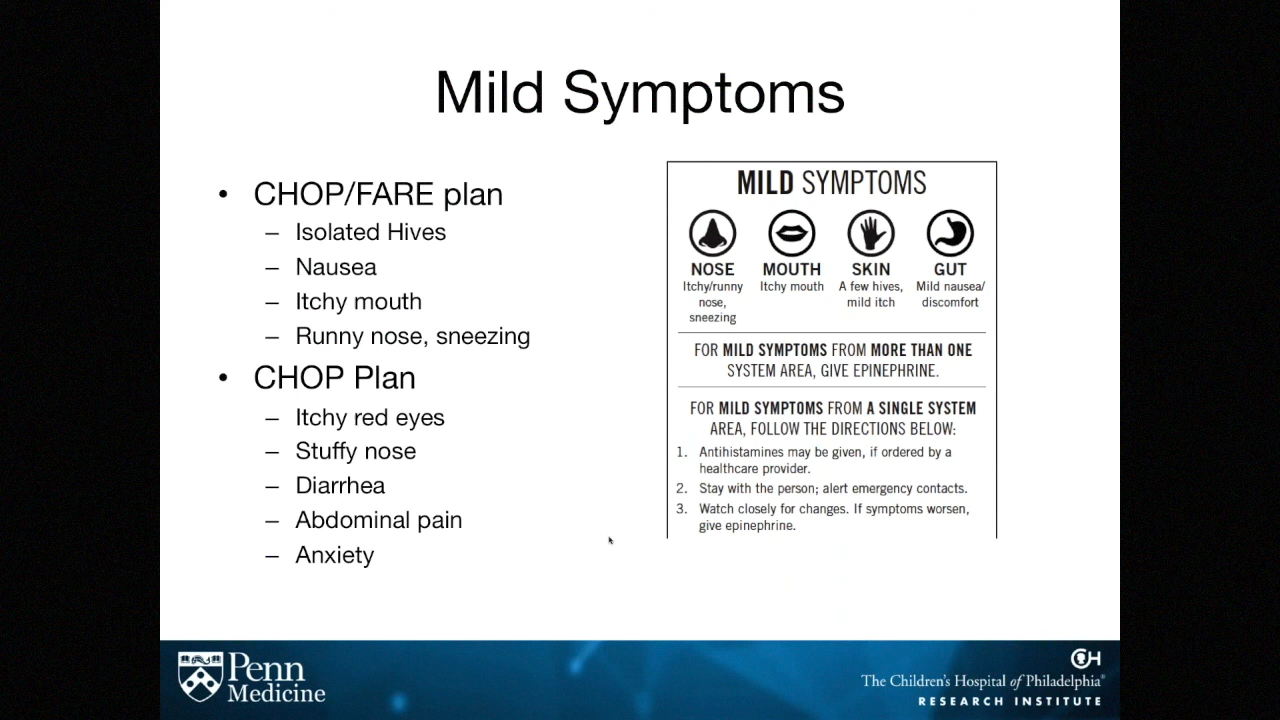 Mild Symptoms
• CHOP/FARE plan
– Isolated Hives
– Nausea
– Itchy mouth
– Runny nose, sneezing
• CHOP Plan
– Itchy red eyes
– Stuffy nose
– Diarrhea
– Abdominal pain
– Anxiety
MILD SYMPTOMS
NOSE
Itchy/runny
nose,
sneezing
MOUTH
Itchy mouth
SKIN
A few hives,
mild itch
GUT
Mild nausea/
discomfort
FOR MILD SYMPTOMS FROM MORE THAN ONE
SYSTEM AREA, GIVE EPINEPHRINE.
FOR MILD SYMPTOMS FROM A SINGLE SYSTEM
AREA, FOLLOW THE DIRECTIONS BELOW:
1. Antihistamines may be given, if ordered by a
healthcare provider.
2. Stay with the person; alert emergency contacts.
3. Watch closely for changes. If symptoms worsen,
give epinephrine.
Penn
Medicine
CH
The Children's Hospital of Philadelphia®
RESEARCH INSTITUTE